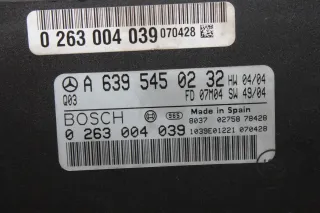 0 263 004 039 070428
A 639 545 02 32 HW 04/04
Q03 FD 07M04 SW 49/04
BOSCH Made in Spain
8037 02758 78428
0 263 004 039 1039E01221 070428